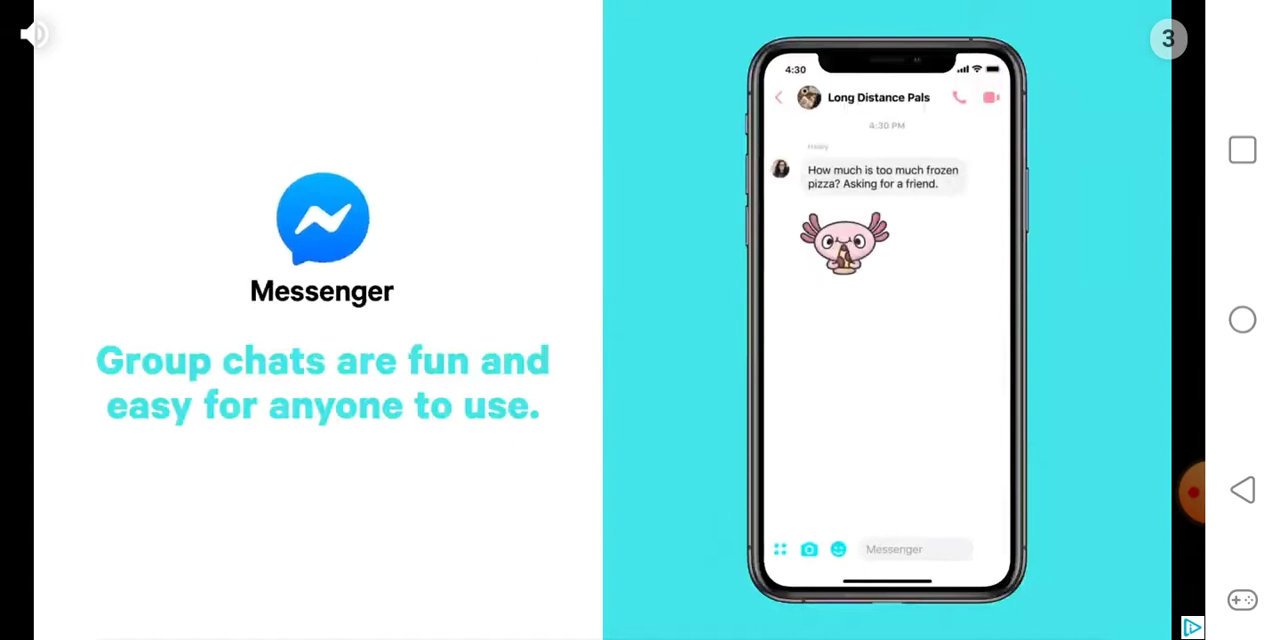 3
4:30
Long Distance Pals
4:30 PM
How much is too much frozen
pizza? Asking for a friend.
Messenger
Group chats are fun and
easy for anyone to use.
Messenger